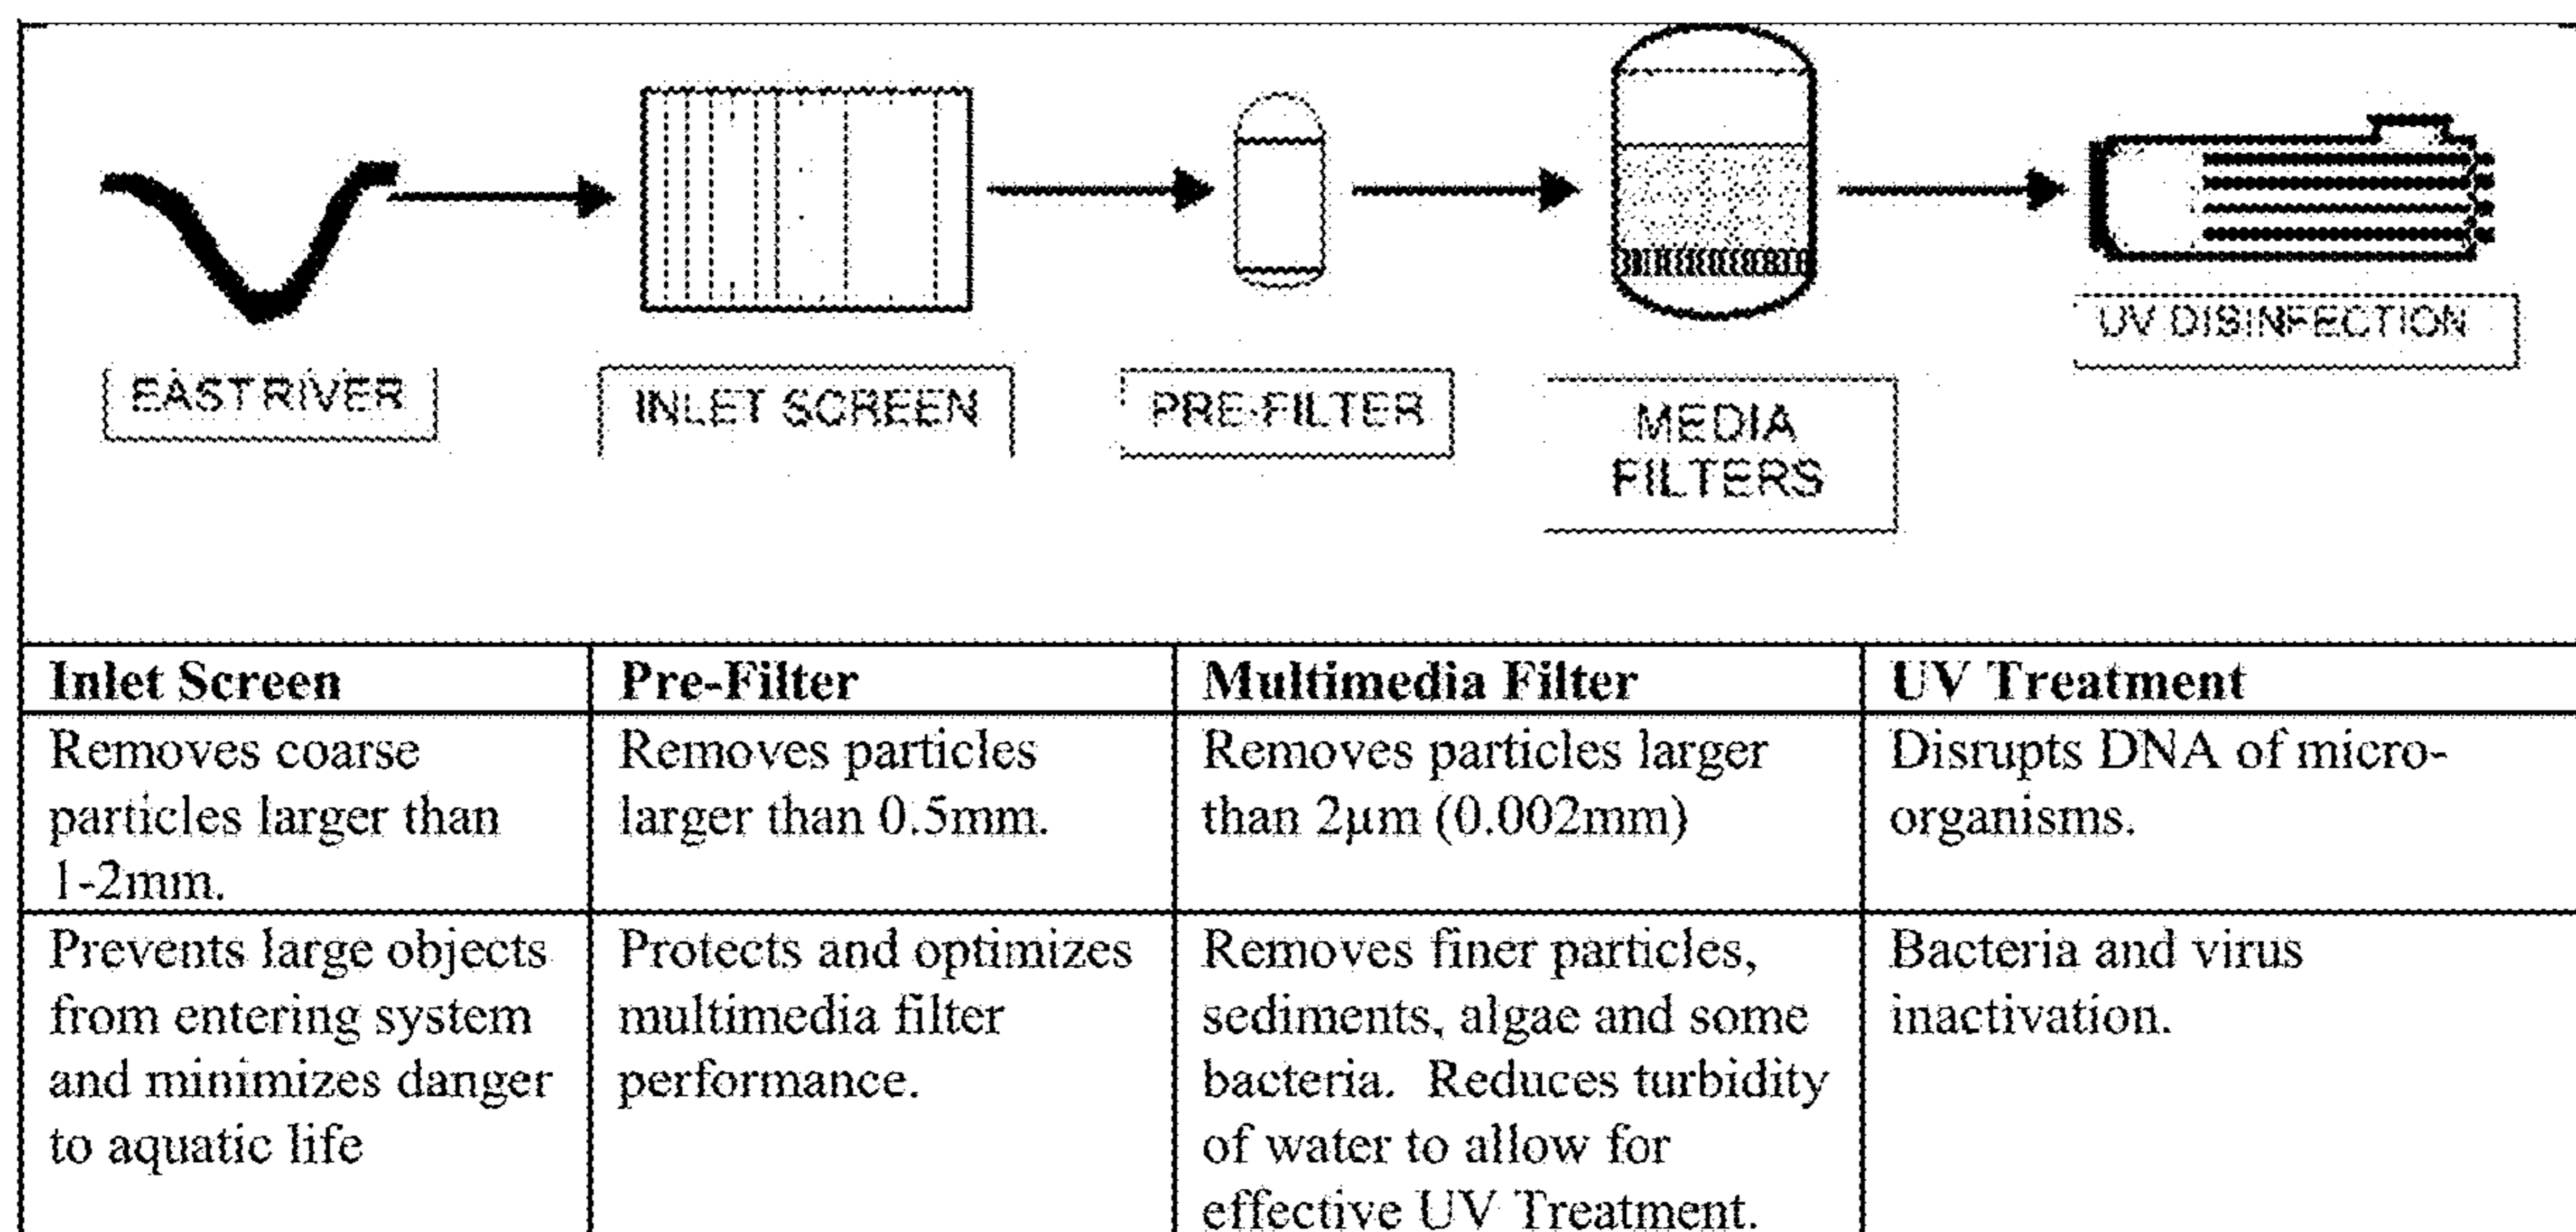 EAST RIVER
INLET SCREEN
PRE-FILTER
MEDIA
FILTERS
UV DISINFECTION
Inlet Screen
Removes coarse
particles larger than
1-2mm.
Prevents large objects
from entering system
and minimizes danger
to aquatic life
Pre-Filter
Removes particles
larger than 0.5mm.
Protects and optimizes
multimedia filter
performance.
Multimedia Filter
Removes particles larger
than 2µm (0.002mm)
Removes finer particles,
sediments, algae and some
bacteria.  Reduces turbidity
of water to allow for
effective UV Treatment.
UV Treatment
Disrupts DNA of micro-
organisms.
Bacteria and virus
inactivation.